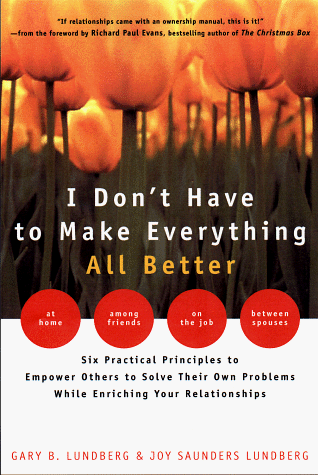 "If relationships came with an ownership manual, this is it!"
—from the foreword by Richard Paul Evans, bestselling author of The Christmas Box
I Don't Have
to Make Everything
All Better
at
home
among
friends
on
the job
between
spouses
Six Practical Principles to
Empower Others to Solve Their Own Problems
While Enriching Your Relationships
GARY B. LUNDBERG & JOY SAUNDERS LUNDBERG